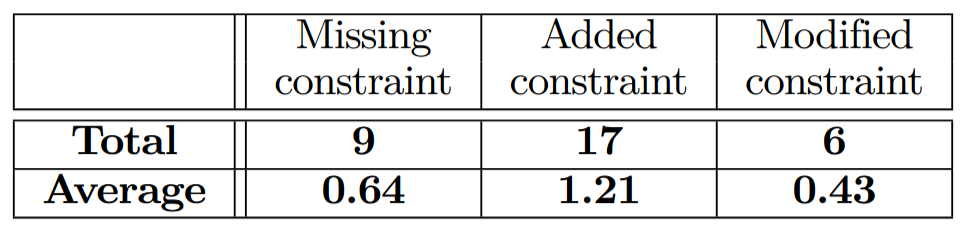 Missing constraint Added constraint Modified constraint
Total 9 17 6
Average 0.64 1.21 0.43